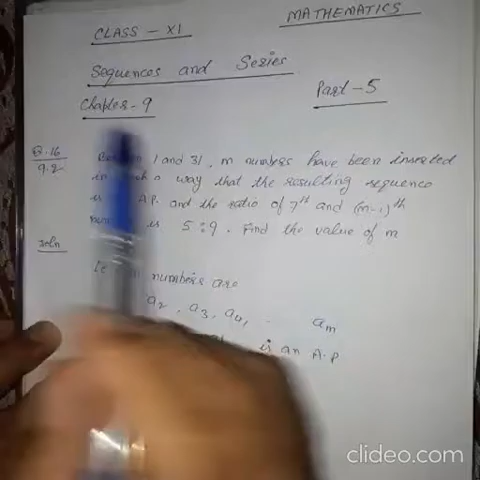 MATHEMATICS
CLASS - XI
Sequences and Series
Part - 5
Chapter - 9
Q.16
9.2
1 and 31, m numbers have been inserted
way that the resulting sequence
is A.P. and the ratio of 7th and (m-1)th
is 5:9. Find the value of m
Soln
numbers are
a2, a3, a4, . am
is an A.P
clideo.com